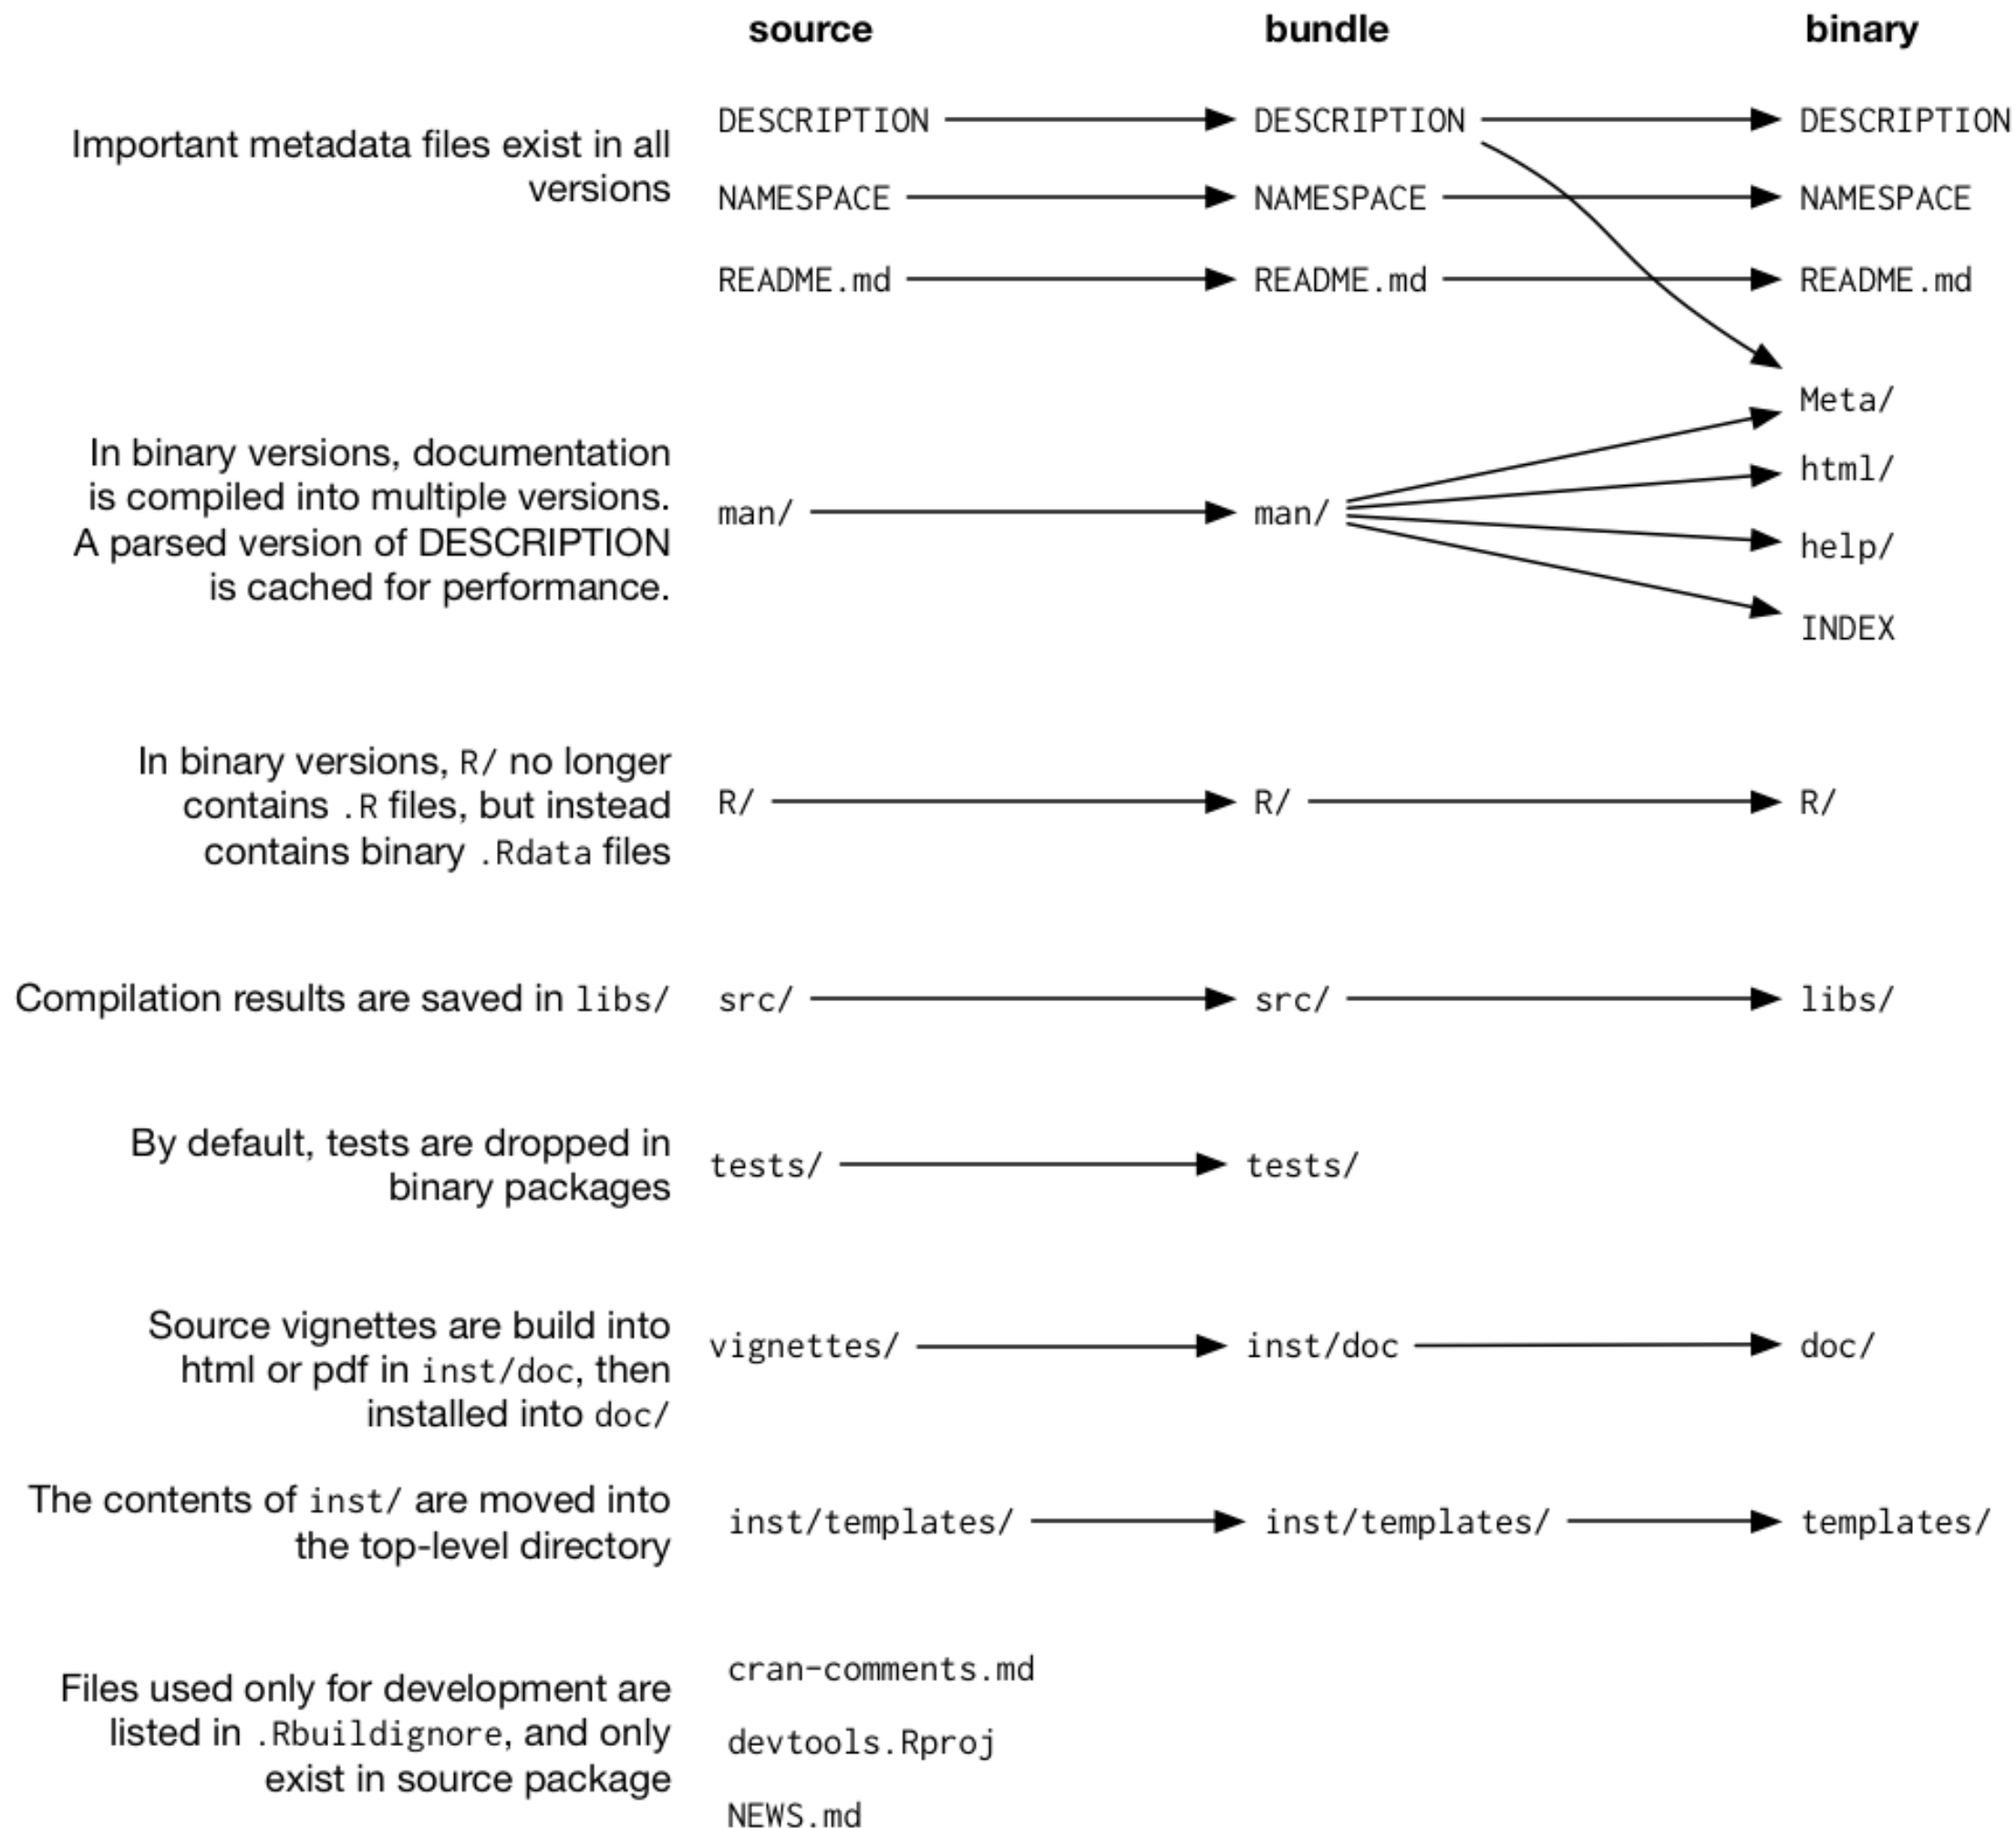 source bundle binary
Important metadata files exist in all
versions
DESCRIPTION DESCRIPTION DESCRIPTION
NAMESPACE NAMESPACE NAMESPACE
README.md README.md README.md
In binary versions, documentation
is compiled into multiple versions.
A parsed version of DESCRIPTION
is cached for performance.
man/ man/
Meta/
html/
help/
INDEX
In binary versions, R/ no longer
contains .R files, but instead
contains binary .Rdata files
R/ R/ R/
Compilation results are saved in libs/
src/ src/ libs/
By default, tests are dropped in
binary packages
tests/ tests/
Source vignettes are build into
html or pdf in inst/doc, then
installed into doc/
vignettes/ inst/doc doc/
The contents of inst/ are moved into
the top-level directory
inst/templates/ inst/templates/ templates/
Files used only for development are
listed in .Rbuildignore, and only
exist in source package
cran-comments.md
devtools.Rproj
NEWS.md